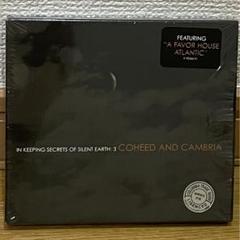 FEATURING
"A FAVOR HOUSE
ATLANTIC"
IN KEEPING SECRETS OF SILENT EARTH: 3 COHEED AND CAMBRIA